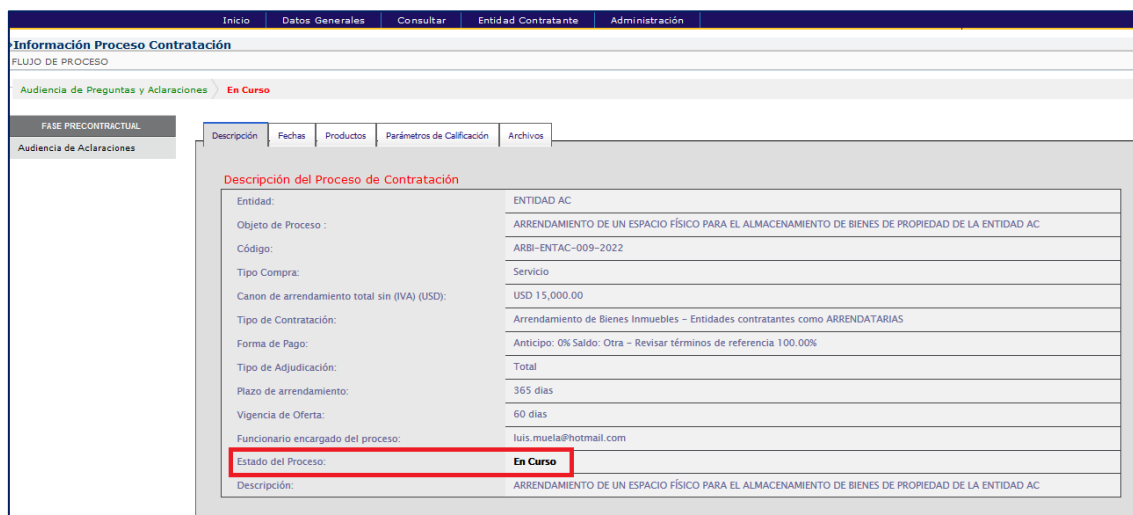 Inicio Datos Generales Consultar Entidad Contratante Administración
›Información Proceso Contratación
FLUJO DE PROCESO
Audiencia de Preguntas y Aclaraciones En Curso
FASE PRECONTRACTUAL
Audiencia de Aclaraciones
Descripción Fechas Productos Parámetros de Calificación Archivos
Descripción del Proceso de Contratación
Entidad: ENTIDAD AC
Objeto de Proceso : ARRENDAMIENTO DE UN ESPACIO FÍSICO PARA EL ALMACENAMIENTO DE BIENES DE PROPIEDAD DE LA ENTIDAD AC
Código: ARBI-ENTAC-009-2022
Tipo Compra: Servicio
Canon de arrendamiento total sin (IVA) (USD): USD 15,000.00
Tipo de Contratación: Arrendamiento de Bienes Inmuebles - Entidades contratantes como ARRENDATARIAS
Forma de Pago: Anticipo: 0% Saldo: Otra - Revisar términos de referencia 100.00%
Tipo de Adjudicación: Total
Plazo de arrendamiento: 365 dias
Vigencia de Oferta: 60 dias
Funcionario encargado del proceso: luis.muela@hotmail.com
Estado del Proceso: En Curso
Descripción: ARRENDAMIENTO DE UN ESPACIO FÍSICO PARA EL ALMACENAMIENTO DE BIENES DE PROPIEDAD DE LA ENTIDAD AC